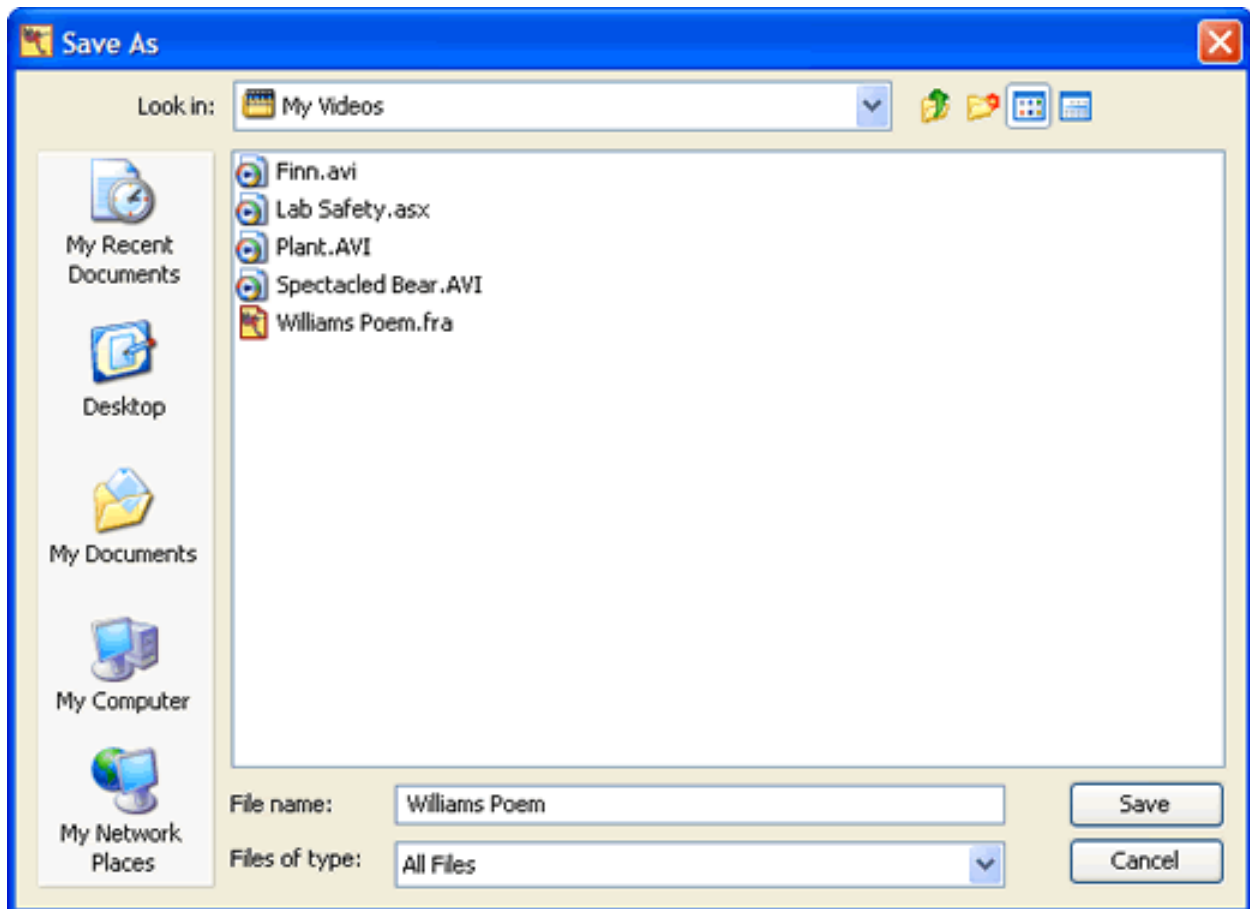 Save As
Look in:
My Videos
My Recent
Documents
Desktop
My Documents
My Computer
My Network
Places
Finn.avi
Lab Safety.asx
Plant.AVI
Spectacled Bear.AVI
Williams Poem.fra
File name:
Williams Poem
Save
Files of type:
All Files
Cancel